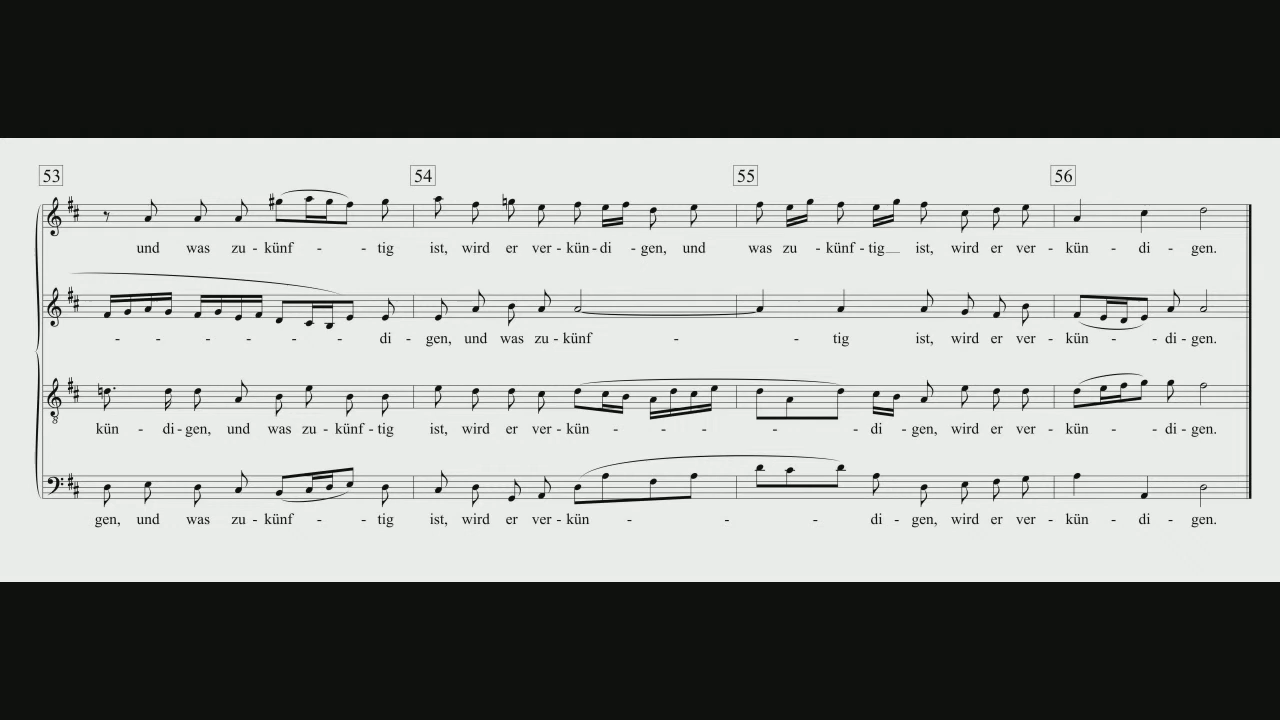 53 54 55 56
und was zu - künf - - tig ist, wird er ver - kün - di - gen, und was zu - künf - tig ist, wird er ver - kün - di - gen.
- - - - - - di - gen, und was zu - künf - - tig ist, wird er ver - kün - - di - gen.
kün - di - gen, und was zu - künf - tig ist, wird er ver - kün - - - - di - gen, wird er ver - kün - - di - gen.
gen, und was zu - künf - - tig ist, wird er ver - kün - - - di - gen, wird er ver - kün - di - gen.